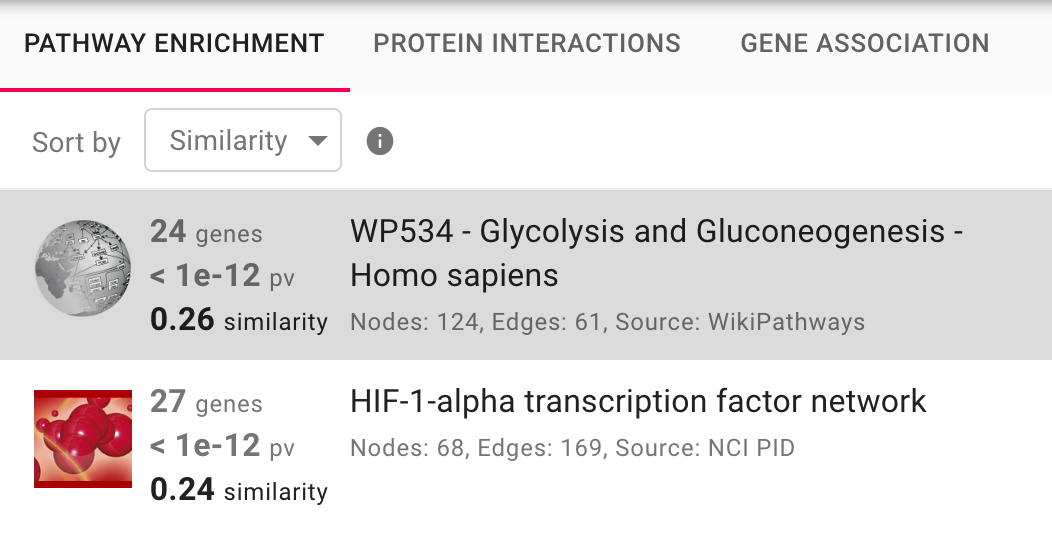 PATHWAY ENRICHMENT PROTEIN INTERACTIONS GENE ASSOCIATION
Sort by Similarity
24 genes
< 1e-12 pv
0.26 similarity
WP534 - Glycolysis and Gluconeogenesis -
Homo sapiens
Nodes: 124, Edges: 61, Source: WikiPathways
27 genes
< 1e-12 pv
0.24 similarity
HIF-1-alpha transcription factor network
Nodes: 68, Edges: 169, Source: NCI PID